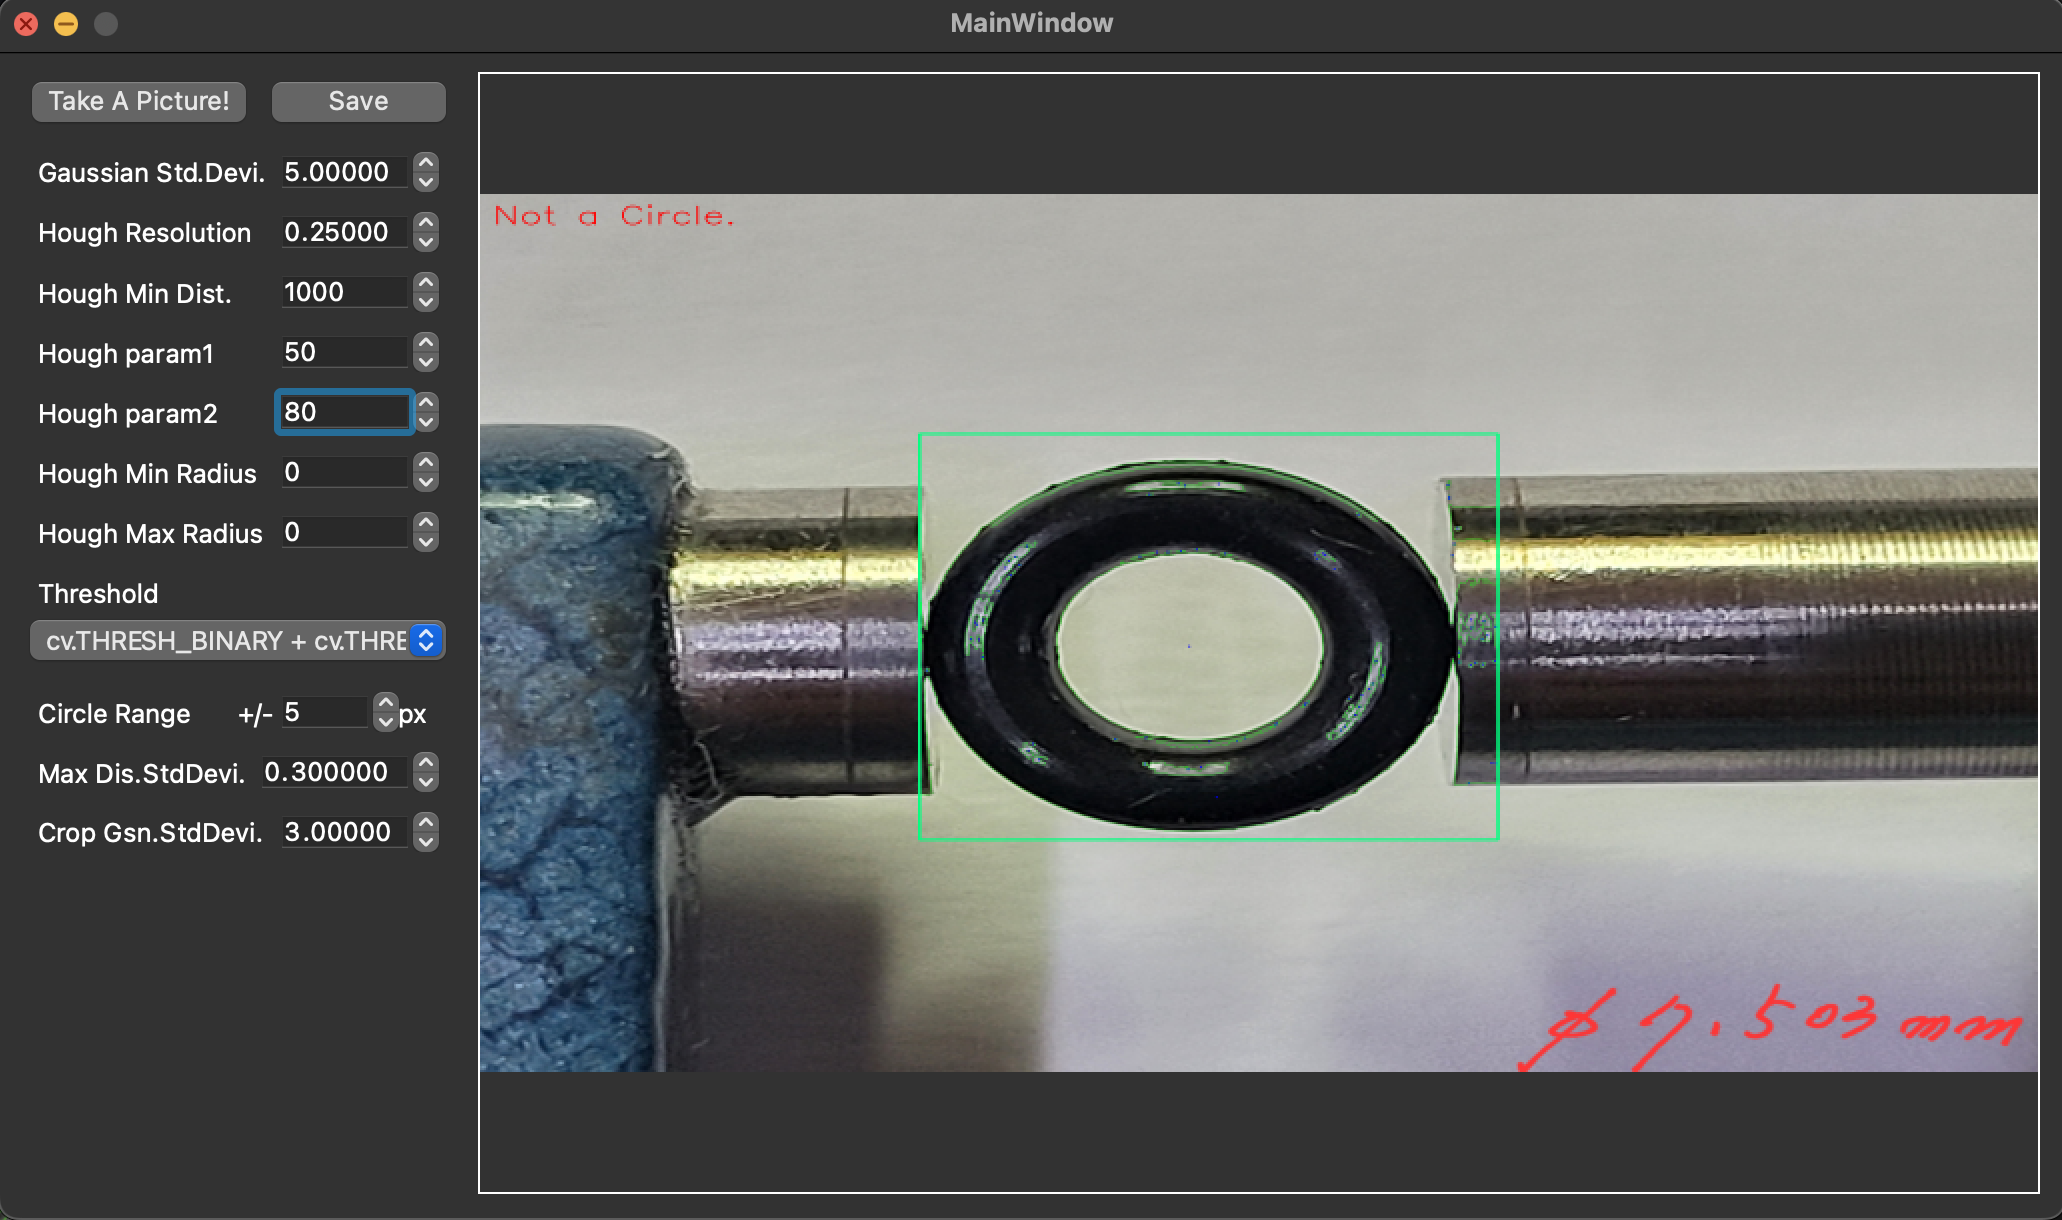 MainWindow
Take A Picture! Save
Gaussian Std.Devi. 5.00000
Hough Resolution 0.25000
Hough Min Dist. 1000
Hough param1 50
Hough param2 80
Hough Min Radius 0
Hough Max Radius 0
Threshold
cv.THRESH_BINARY + cv.THRE
Circle Range +/- 5 px
Max Dis.StdDevi. 0.300000
Crop Gsn.StdDevi. 3.00000
Not a Circle.
φ 7.503 mm